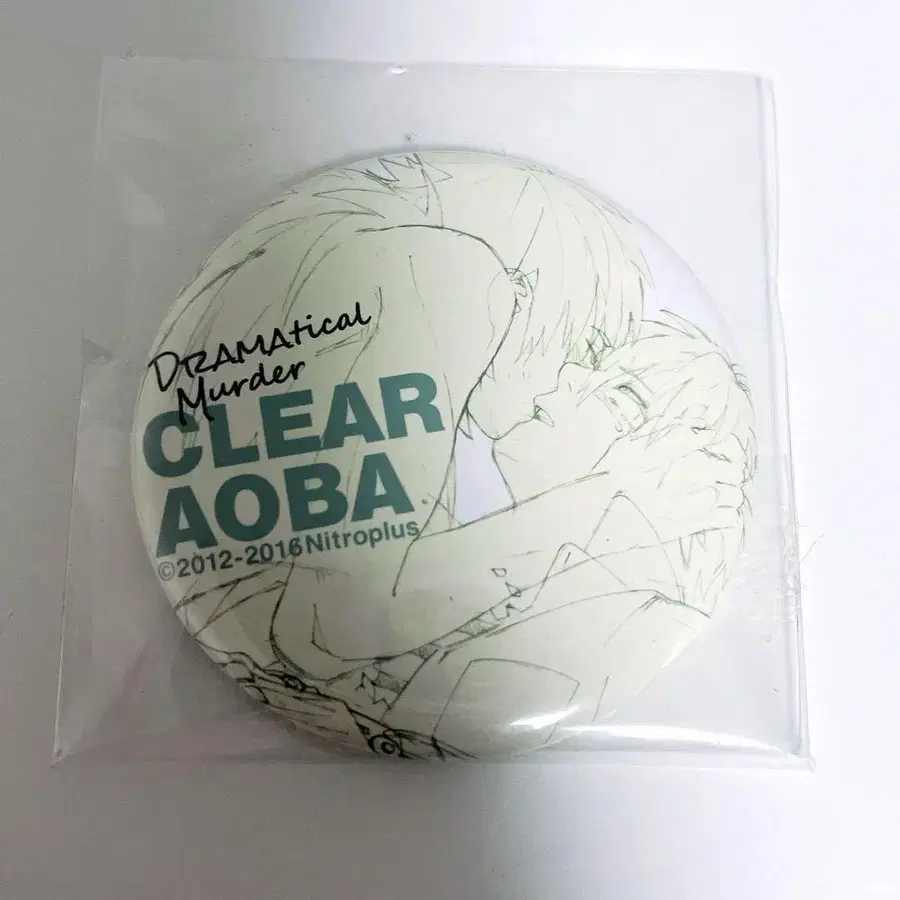 DRAMAtical
Murder
CLEAR
AOBA
©2012-2016 Nitroplus